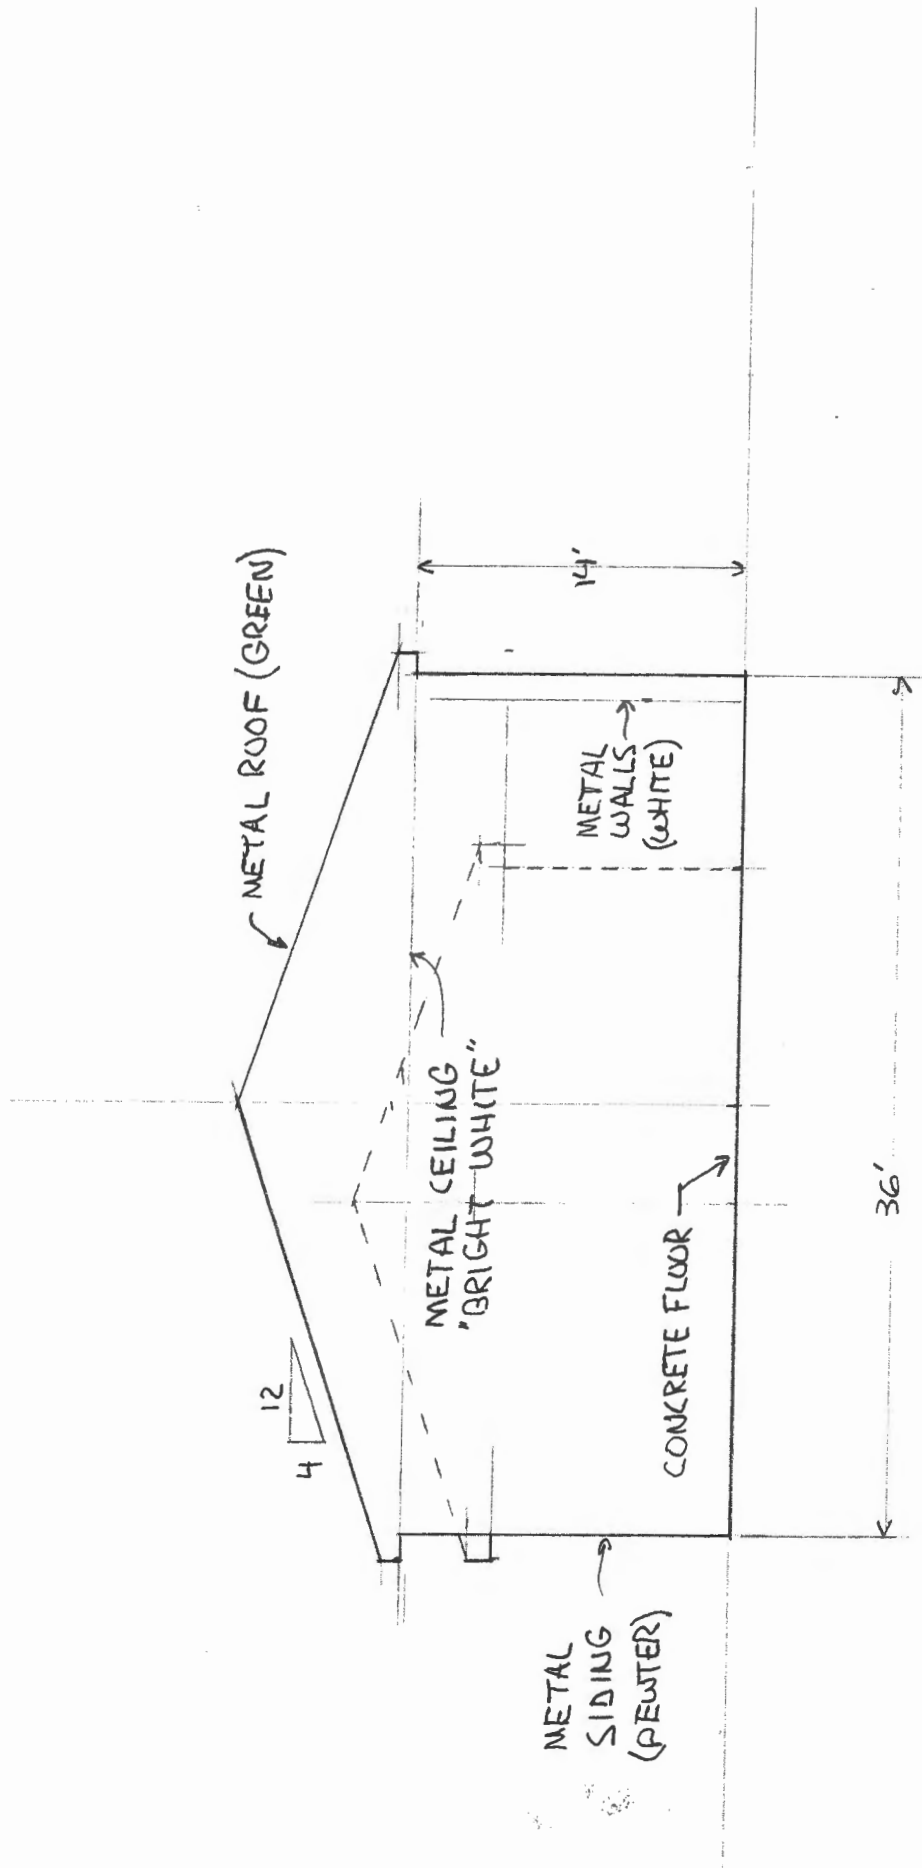 METAL ROOF (GREEN)
12
4
14'
METAL CEILING
"BRIGHT WHITE"
METAL
WALLS
(WHITE)
METAL
SIDING
(PEWTER)
CONCRETE FLOOR
36'